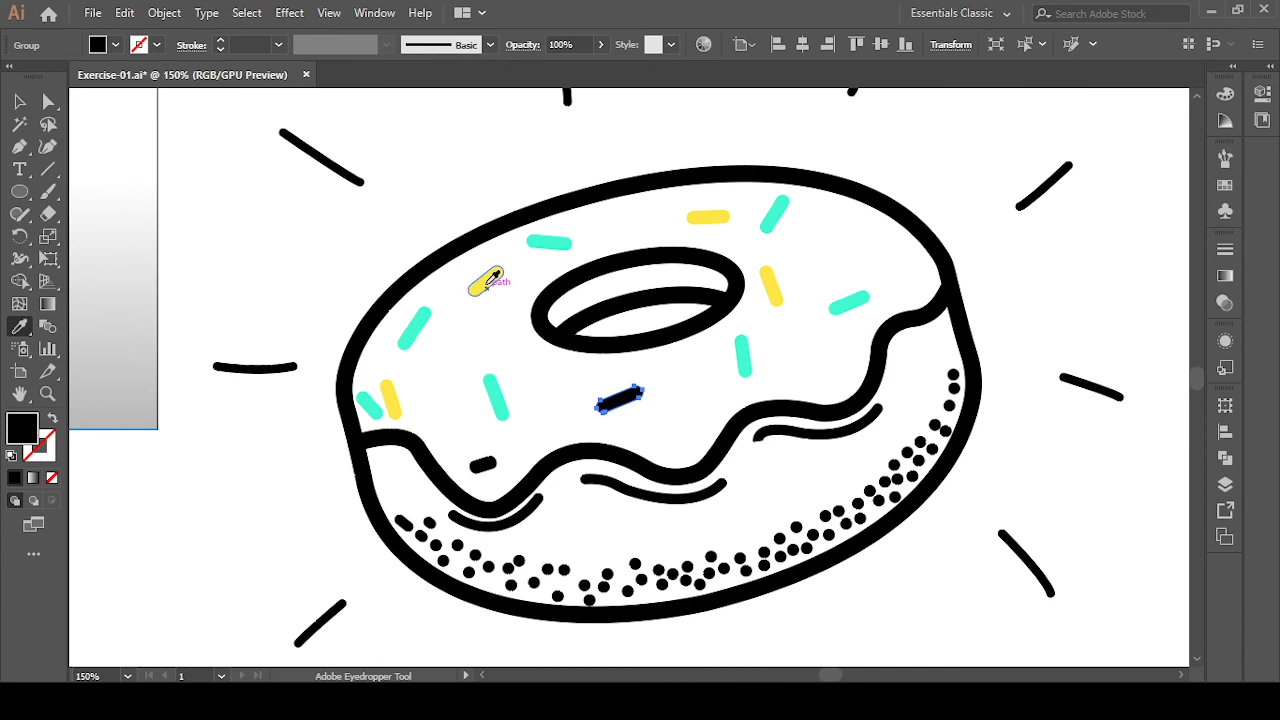 Ai File Edit Object Type Select Effect View Window Help Essentials Classic Search Adobe Stock
Group Stroke: Basic Opacity: 100% Style: Transform
Exercise-01.ai* @ 150% (RGB/GPU Preview) ×
path
T
150% 1 Adobe Eyedropper Tool